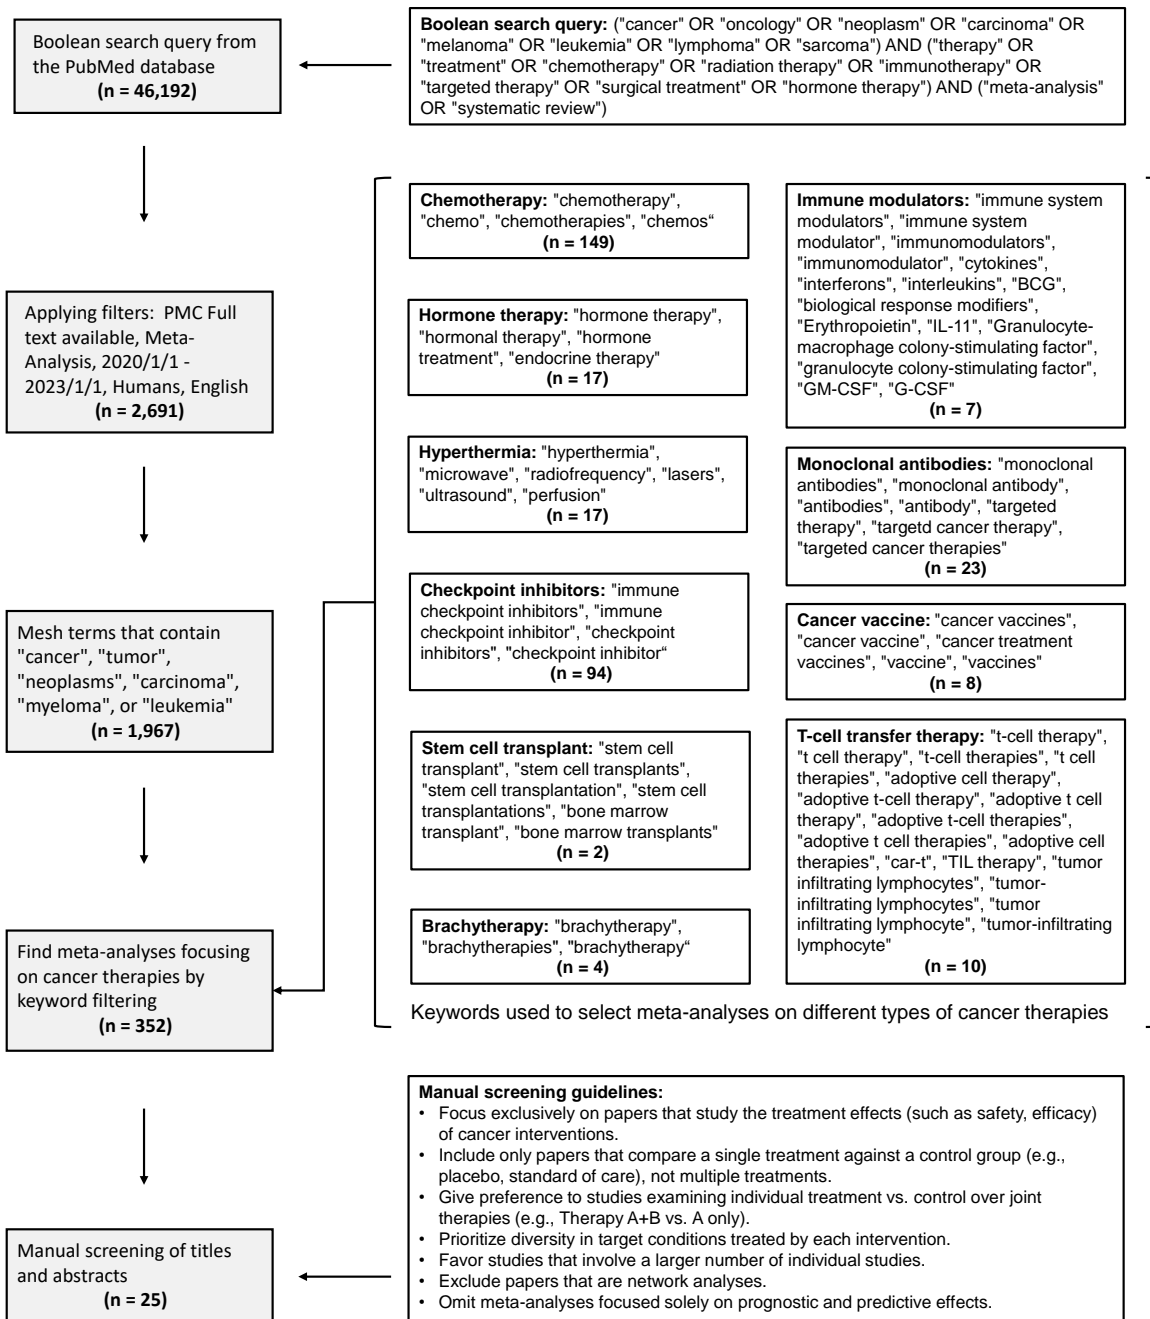 Boolean search query from
the PubMed database
(n = 46,192)
Boolean search query: ("cancer" OR "oncology" OR "neoplasm" OR "carcinoma" OR
"melanoma" OR "leukemia" OR "lymphoma" OR "sarcoma") AND ("therapy" OR
"treatment" OR "chemotherapy" OR "radiation therapy" OR "immunotherapy" OR
"targeted therapy" OR "surgical treatment" OR "hormone therapy") AND ("meta-analysis"
OR "systematic review")
Applying filters: PMC Full
text available, Meta-
Analysis, 2020/1/1 -
2023/1/1, Humans, English
(n = 2,691)
Mesh terms that contain
"cancer", "tumor",
"neoplasms", "carcinoma",
"myeloma", or "leukemia"
(n = 1,967)
Find meta-analyses focusing
on cancer therapies by
keyword filtering
(n = 352)
Chemotherapy: "chemotherapy",
"chemo", "chemotherapies", "chemos“
(n = 149)
Hormone therapy: "hormone therapy",
"hormonal therapy", "hormone
treatment", "endocrine therapy"
(n = 17)
Hyperthermia: "hyperthermia",
"microwave", "radiofrequency", "lasers",
"ultrasound", "perfusion"
(n = 17)
Checkpoint inhibitors: "immune
checkpoint inhibitors", "immune
checkpoint inhibitor", "checkpoint
inhibitors", "checkpoint inhibitor“
(n = 94)
Stem cell transplant: "stem cell
transplant", "stem cell transplants",
"stem cell transplantation", "stem cell
transplantations", "bone marrow
transplant", "bone marrow transplants"
(n = 2)
Brachytherapy: "brachytherapy",
"brachytherapies", "brachytherapy“
(n = 4)
Immune modulators: "immune system
modulators", "immune system
modulator", "immunomodulators",
"immunomodulator", "cytokines",
"interferons", "interleukins", "BCG",
"biological response modifiers",
"Erythropoietin", "IL-11", "Granulocyte-
macrophage colony-stimulating factor",
"granulocyte colony-stimulating factor",
"GM-CSF", "G-CSF"
(n = 7)
Monoclonal antibodies: "monoclonal
antibodies", "monoclonal antibody",
"antibodies", "antibody", "targeted
therapy", "targetd cancer therapy",
"targeted cancer therapies"
(n = 23)
Cancer vaccine: "cancer vaccines",
"cancer vaccine", "cancer treatment
vaccines", "vaccine", "vaccines"
(n = 8)
T-cell transfer therapy: "t-cell therapy",
"t cell therapy", "t-cell therapies", "t cell
therapies", "adoptive cell therapy",
"adoptive t-cell therapy", "adoptive t cell
therapy", "adoptive t-cell therapies",
"adoptive t cell therapies", "adoptive cell
therapies", "car-t", "TIL therapy", "tumor
infiltrating lymphocytes", "tumor-
infiltrating lymphocytes", "tumor
infiltrating lymphocyte", "tumor-infiltrating
lymphocyte"
(n = 10)
Keywords used to select meta-analyses on different types of cancer therapies
Manual screening of titles
and abstracts
(n = 25)
Manual screening guidelines:
• Focus exclusively on papers that study the treatment effects (such as safety, efficacy)
of cancer interventions.
• Include only papers that compare a single treatment against a control group (e.g.,
placebo, standard of care), not multiple treatments.
• Give preference to studies examining individual treatment vs. control over joint
therapies (e.g., Therapy A+B vs. A only).
• Prioritize diversity in target conditions treated by each intervention.
• Favor studies that involve a larger number of individual studies.
• Exclude papers that are network analyses.
• Omit meta-analyses focused solely on prognostic and predictive effects.